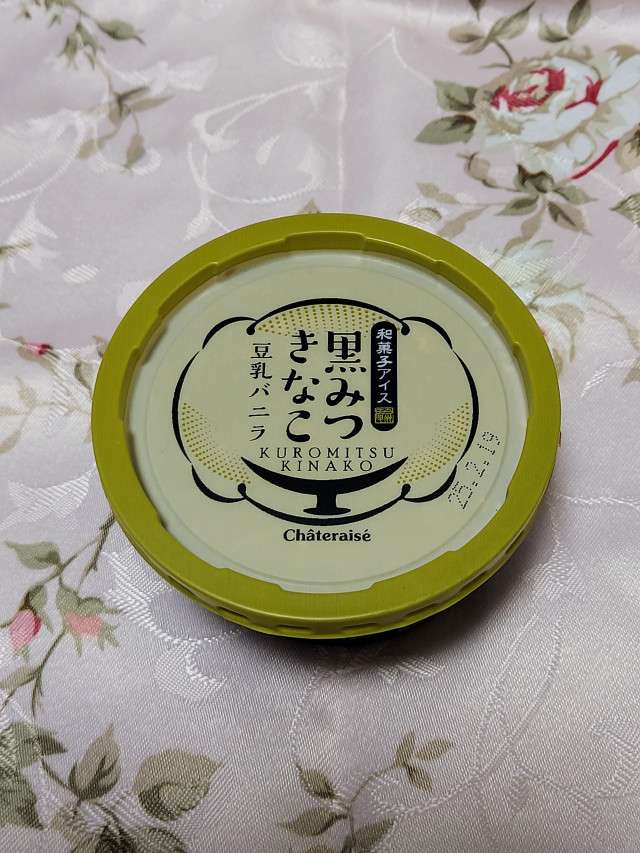 和菓子アイス
黒みつ
きなこ
豆乳バニラ
KUROMITSU
KINAKO
Châteraisé
25.2.19